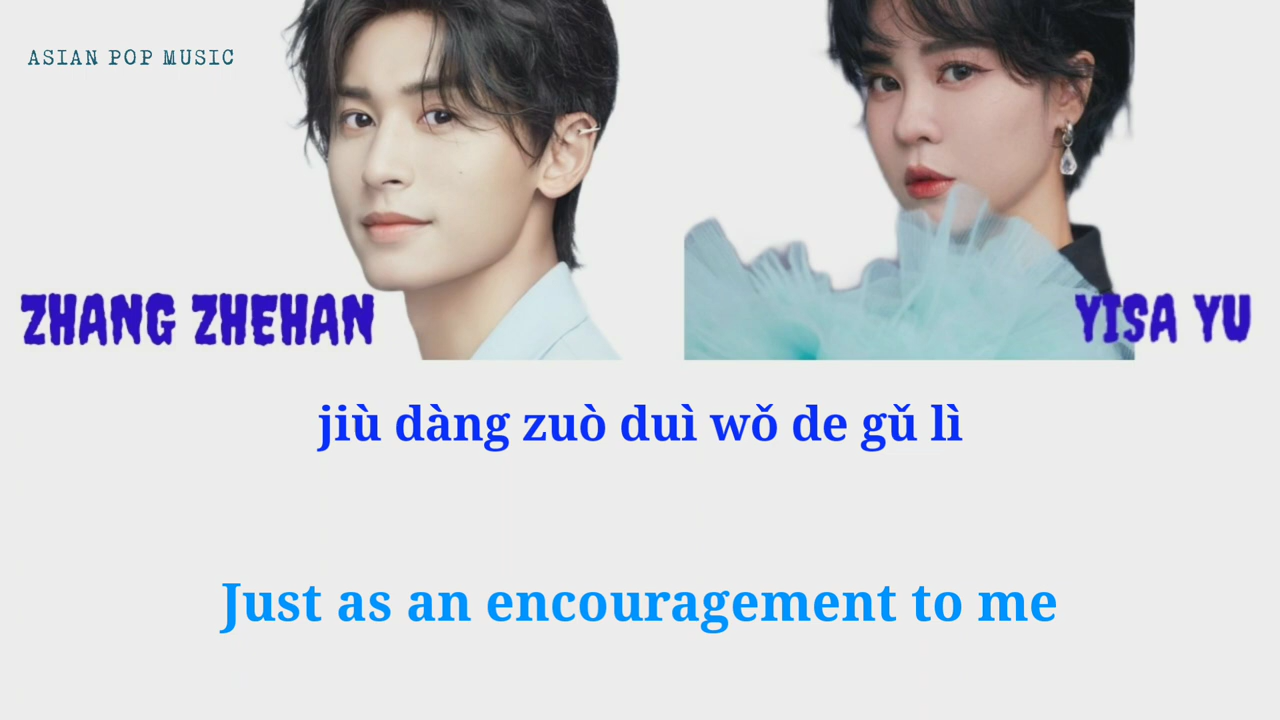 ASIAN POP MUSIC
ZHANG ZHEHAN
YISA YU
jiù dàng zuò duì wǒ de gǔ lì
Just as an encouragement to me